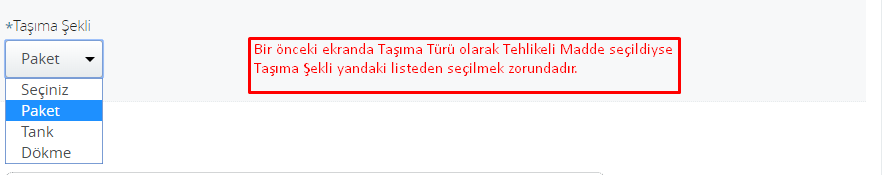 *Taşıma Şekli
Paket
Bir önceki ekranda Taşıma Türü olarak Tehlikeli Madde seçildiyse
Taşıma Şekli yandaki listeden seçilmek zorundadır.
Seçiniz
Paket
Tank
Dökme